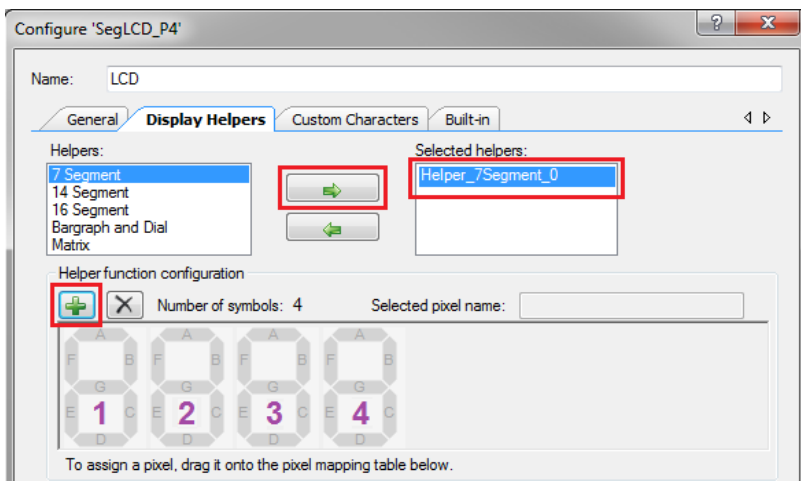 Configure 'SegLCD_P4'
Name: LCD
General Display Helpers Custom Characters Built-in
Helpers: Selected helpers:
7 Segment Helper_7Segment_0
14 Segment
16 Segment
Bargraph and Dial
Matrix
Helper function configuration
Number of symbols: 4 Selected pixel name:
A A A A
F B F B F B F B
G G G G
E 1 C E 2 C E 3 C E 4 C
D D D D
To assign a pixel, drag it onto the pixel mapping table below.